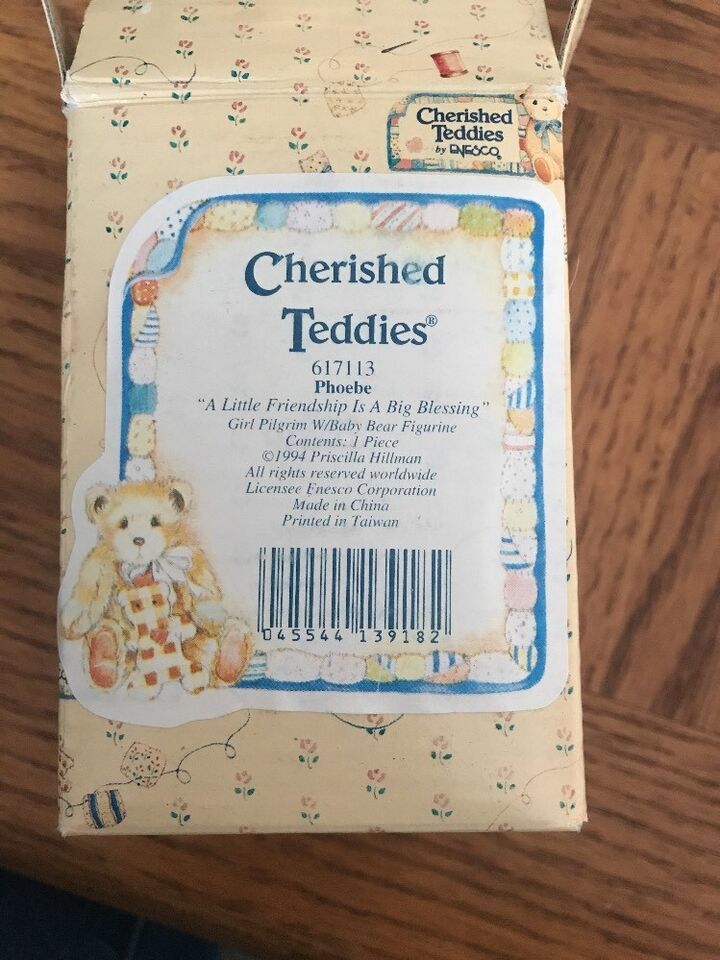 Cherished
Teddies
by ENESCO
Cherished
Teddies®
617113
Phoebe
"A Little Friendship Is A Big Blessing"
Girl Pilgrim W/Baby Bear Figurine
Contents: 1 Piece
©1994 Priscilla Hillman
All rights reserved worldwide
Licensee Enesco Corporation
Made in China
Printed in Taiwan
045544 139182